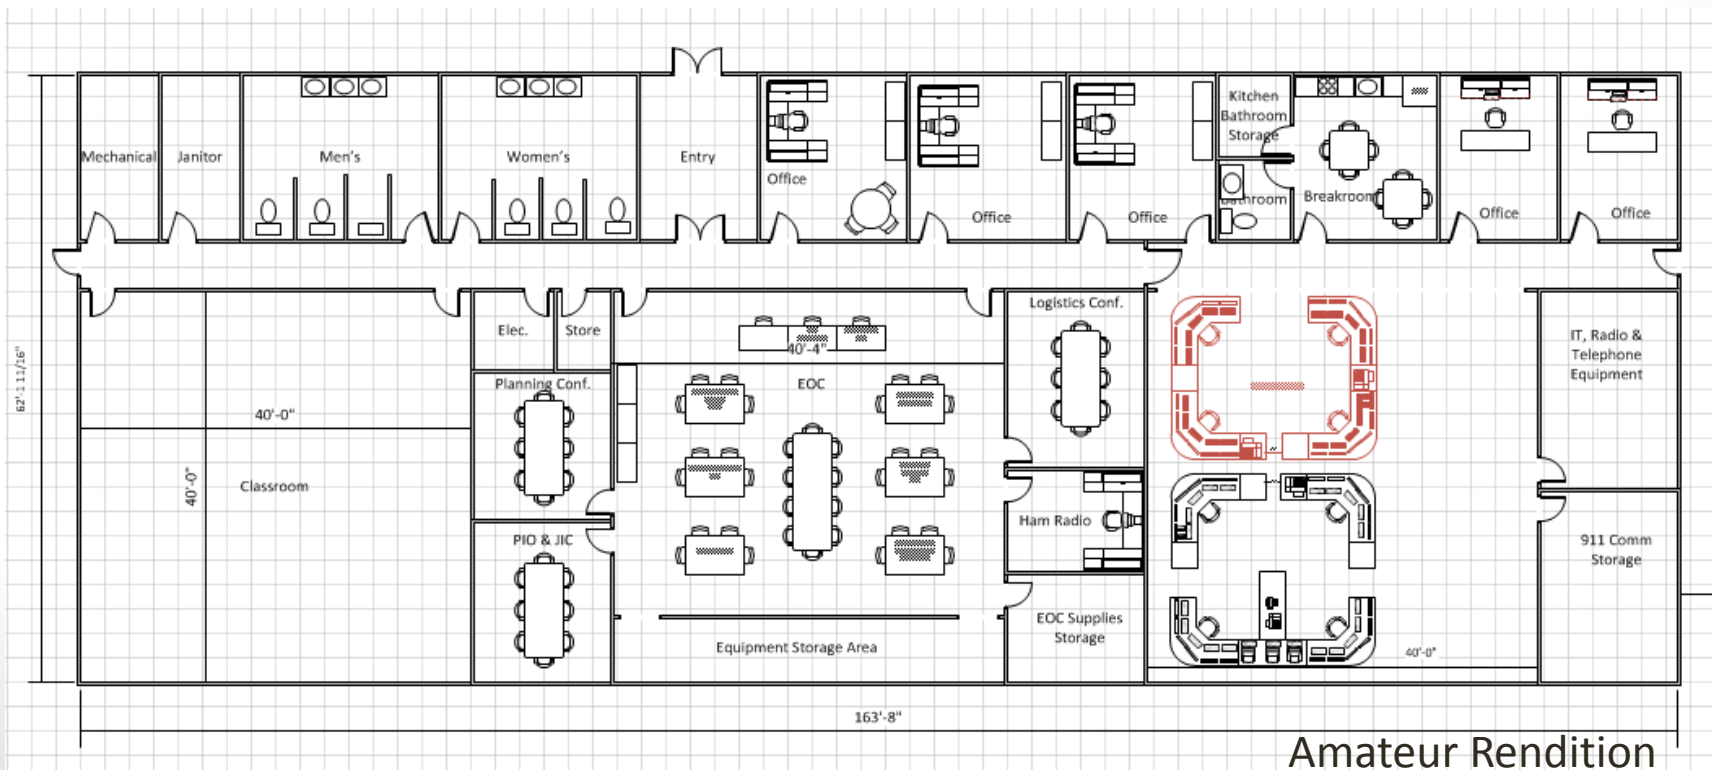 Mechanical
Janitor
Men's
Women's
Entry
Office
Office
Office
Kitchen
Bathroom
Storage
Bathroom
Breakroom
Office
Office
Elec.
Store
40'-4"
Logistics Conf.
IT, Radio &
Telephone
Equipment
Planning Conf.
EOC
62'-1 11/16"
40'-0"
40'-0"
Classroom
PIO & JIC
Ham Radio
911 Comm
Storage
EOC Supplies
Storage
Equipment Storage Area
40'-0"
163'-8"
Amateur Rendition